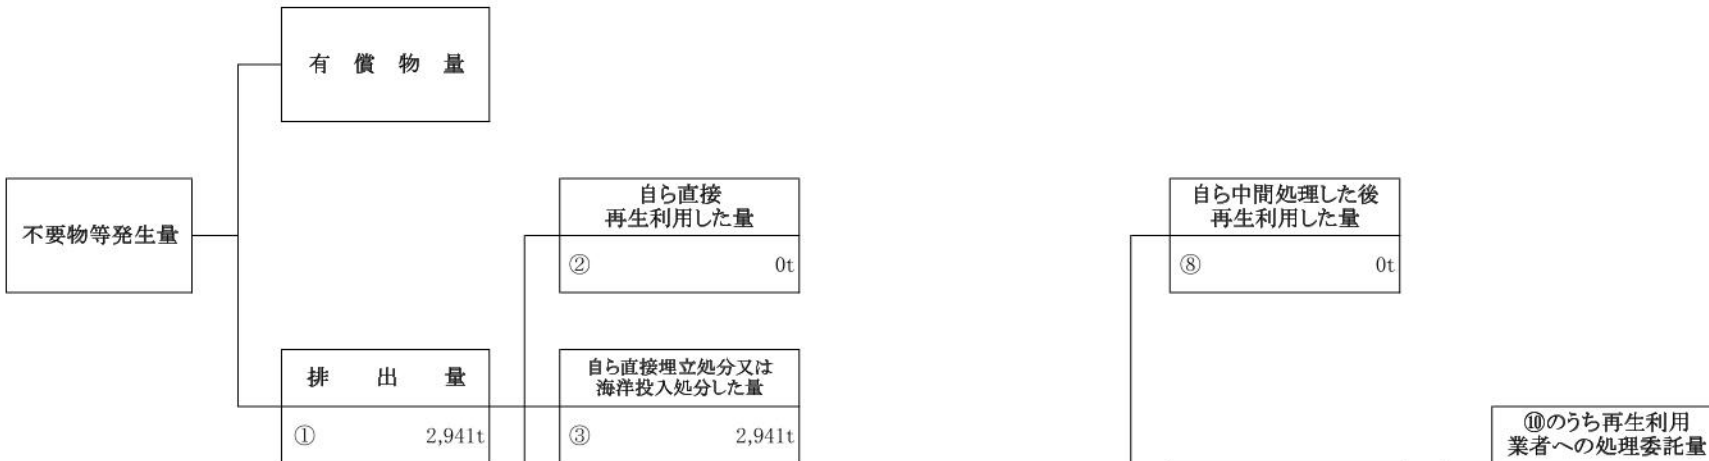 有償物量
自ら直接
再生利用した量
自ら中間処理した後
再生利用した量
不要物等発生量
② 0t
⑧ 0t
排出量
自ら直接埋立処分又は
海洋投入処分した量
① 2,941t
③ 2,941t
⑩のうち再生利用
業者への処理委託量